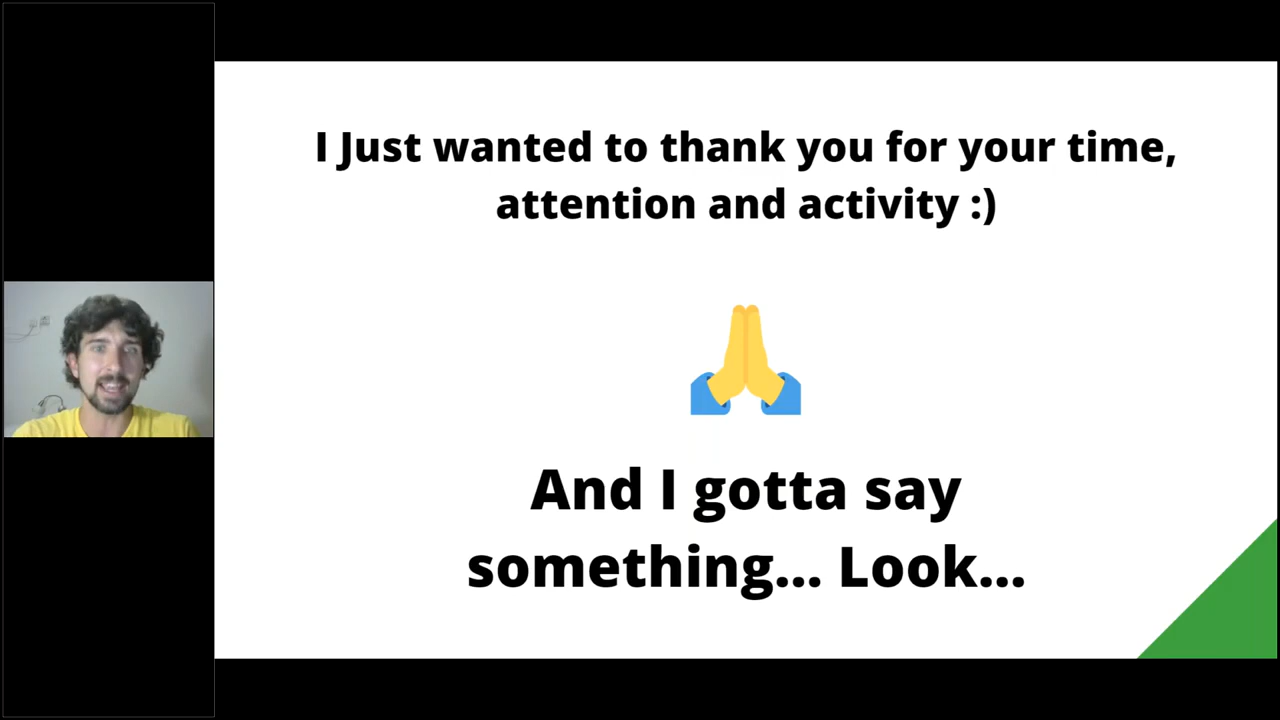 I Just wanted to thank you for your time,
attention and activity :)
And I gotta say
something... Look...